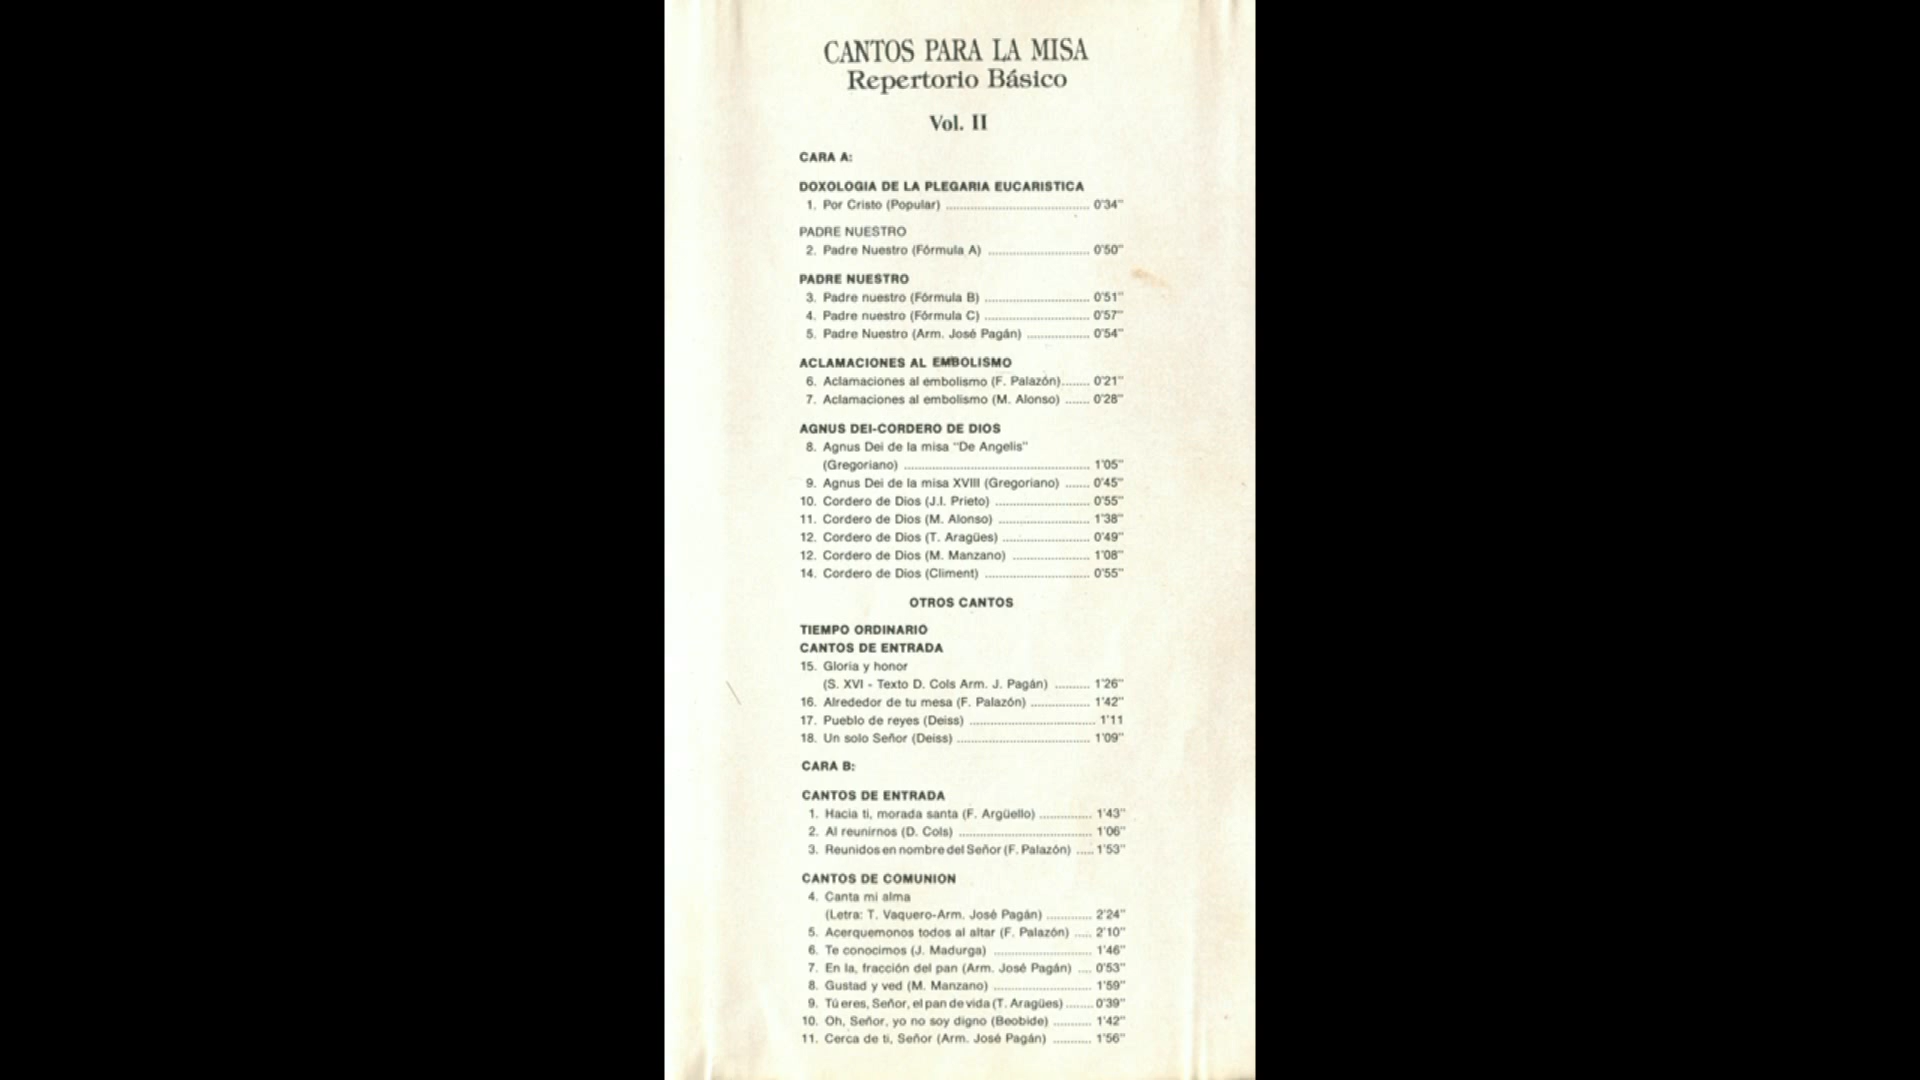 CANTOS PARA LA MISA
Repertorio Básico
Vol. II
CARA A:
DOXOLOGIA DE LA PLEGARIA EUCARISTICA
1. Por Cristo (Popular) ........................................ 0'34"
PADRE NUESTRO
2. Padre Nuestro (Fórmula A) ............................ 0'50"
PADRE NUESTRO
3. Padre nuestro (Fórmula B) ............................. 0'51"
4. Padre nuestro (Fórmula C) ............................. 0'57"
5. Padre Nuestro (Arm. José Pagán) ................. 0'54"
ACLAMACIONES AL EMBOLISMO
6. Aclamaciones al embolismo (F. Palazón)........ 0'21"
7. Aclamaciones al embolismo (M. Alonso) ....... 0'28"
AGNUS DEI-CORDERO DE DIOS
8. Agnus Dei de la misa "De Angelis"
(Gregoriano) .................................................... 1'05"
9. Agnus Dei de la misa XVIII (Gregoriano) ....... 0'45"
10. Cordero de Dios (J.I. Prieto) .......................... 0'55"
11. Cordero de Dios (M. Alonso) ......................... 1'38"
12. Cordero de Dios (T. Aragües) ........................ 0'49"
12. Cordero de Dios (M. Manzano) ..................... 1'08"
14. Cordero de Dios (Climent) ............................. 0'55"
OTROS CANTOS
TIEMPO ORDINARIO
CANTOS DE ENTRADA
15. Gloria y honor
(S. XVI - Texto D. Cols Arm. J. Pagán) .......... 1'26"
16. Alrededor de tu mesa (F. Palazón) ................ 1'42"
17. Pueblo de reyes (Deiss) ................................... 1'11
18. Un solo Señor (Deiss) ..................................... 1'09"
CARA B:
CANTOS DE ENTRADA
1. Hacia ti, morada santa (F. Argüello) ............... 1'43"
2. Al reunirnos (D. Cols) ..................................... 1'06"
3. Reunidos en nombre del Señor (F. Palazón) ..... 1'53"
CANTOS DE COMUNION
4. Canta mi alma
(Letra: T. Vaquero-Arm. José Pagán) ............. 2'24"
5. Acerquemonos todos al altar (F. Palazón) ..... 2'10"
6. Te conocimos (J. Madurga) ........................... 1'46"
7. En la, fracción del pan (Arm. José Pagán) .... 0'53"
8. Gustad y ved (M. Manzano) ........................... 1'59"
9. Tú eres, Señor, el pan de vida (T. Aragües) ........ 0'39"
10. Oh, Señor, yo no soy digno (Beobide) ........... 1'42"
11. Cerca de ti, Señor (Arm. José Pagán) ........... 1'56"